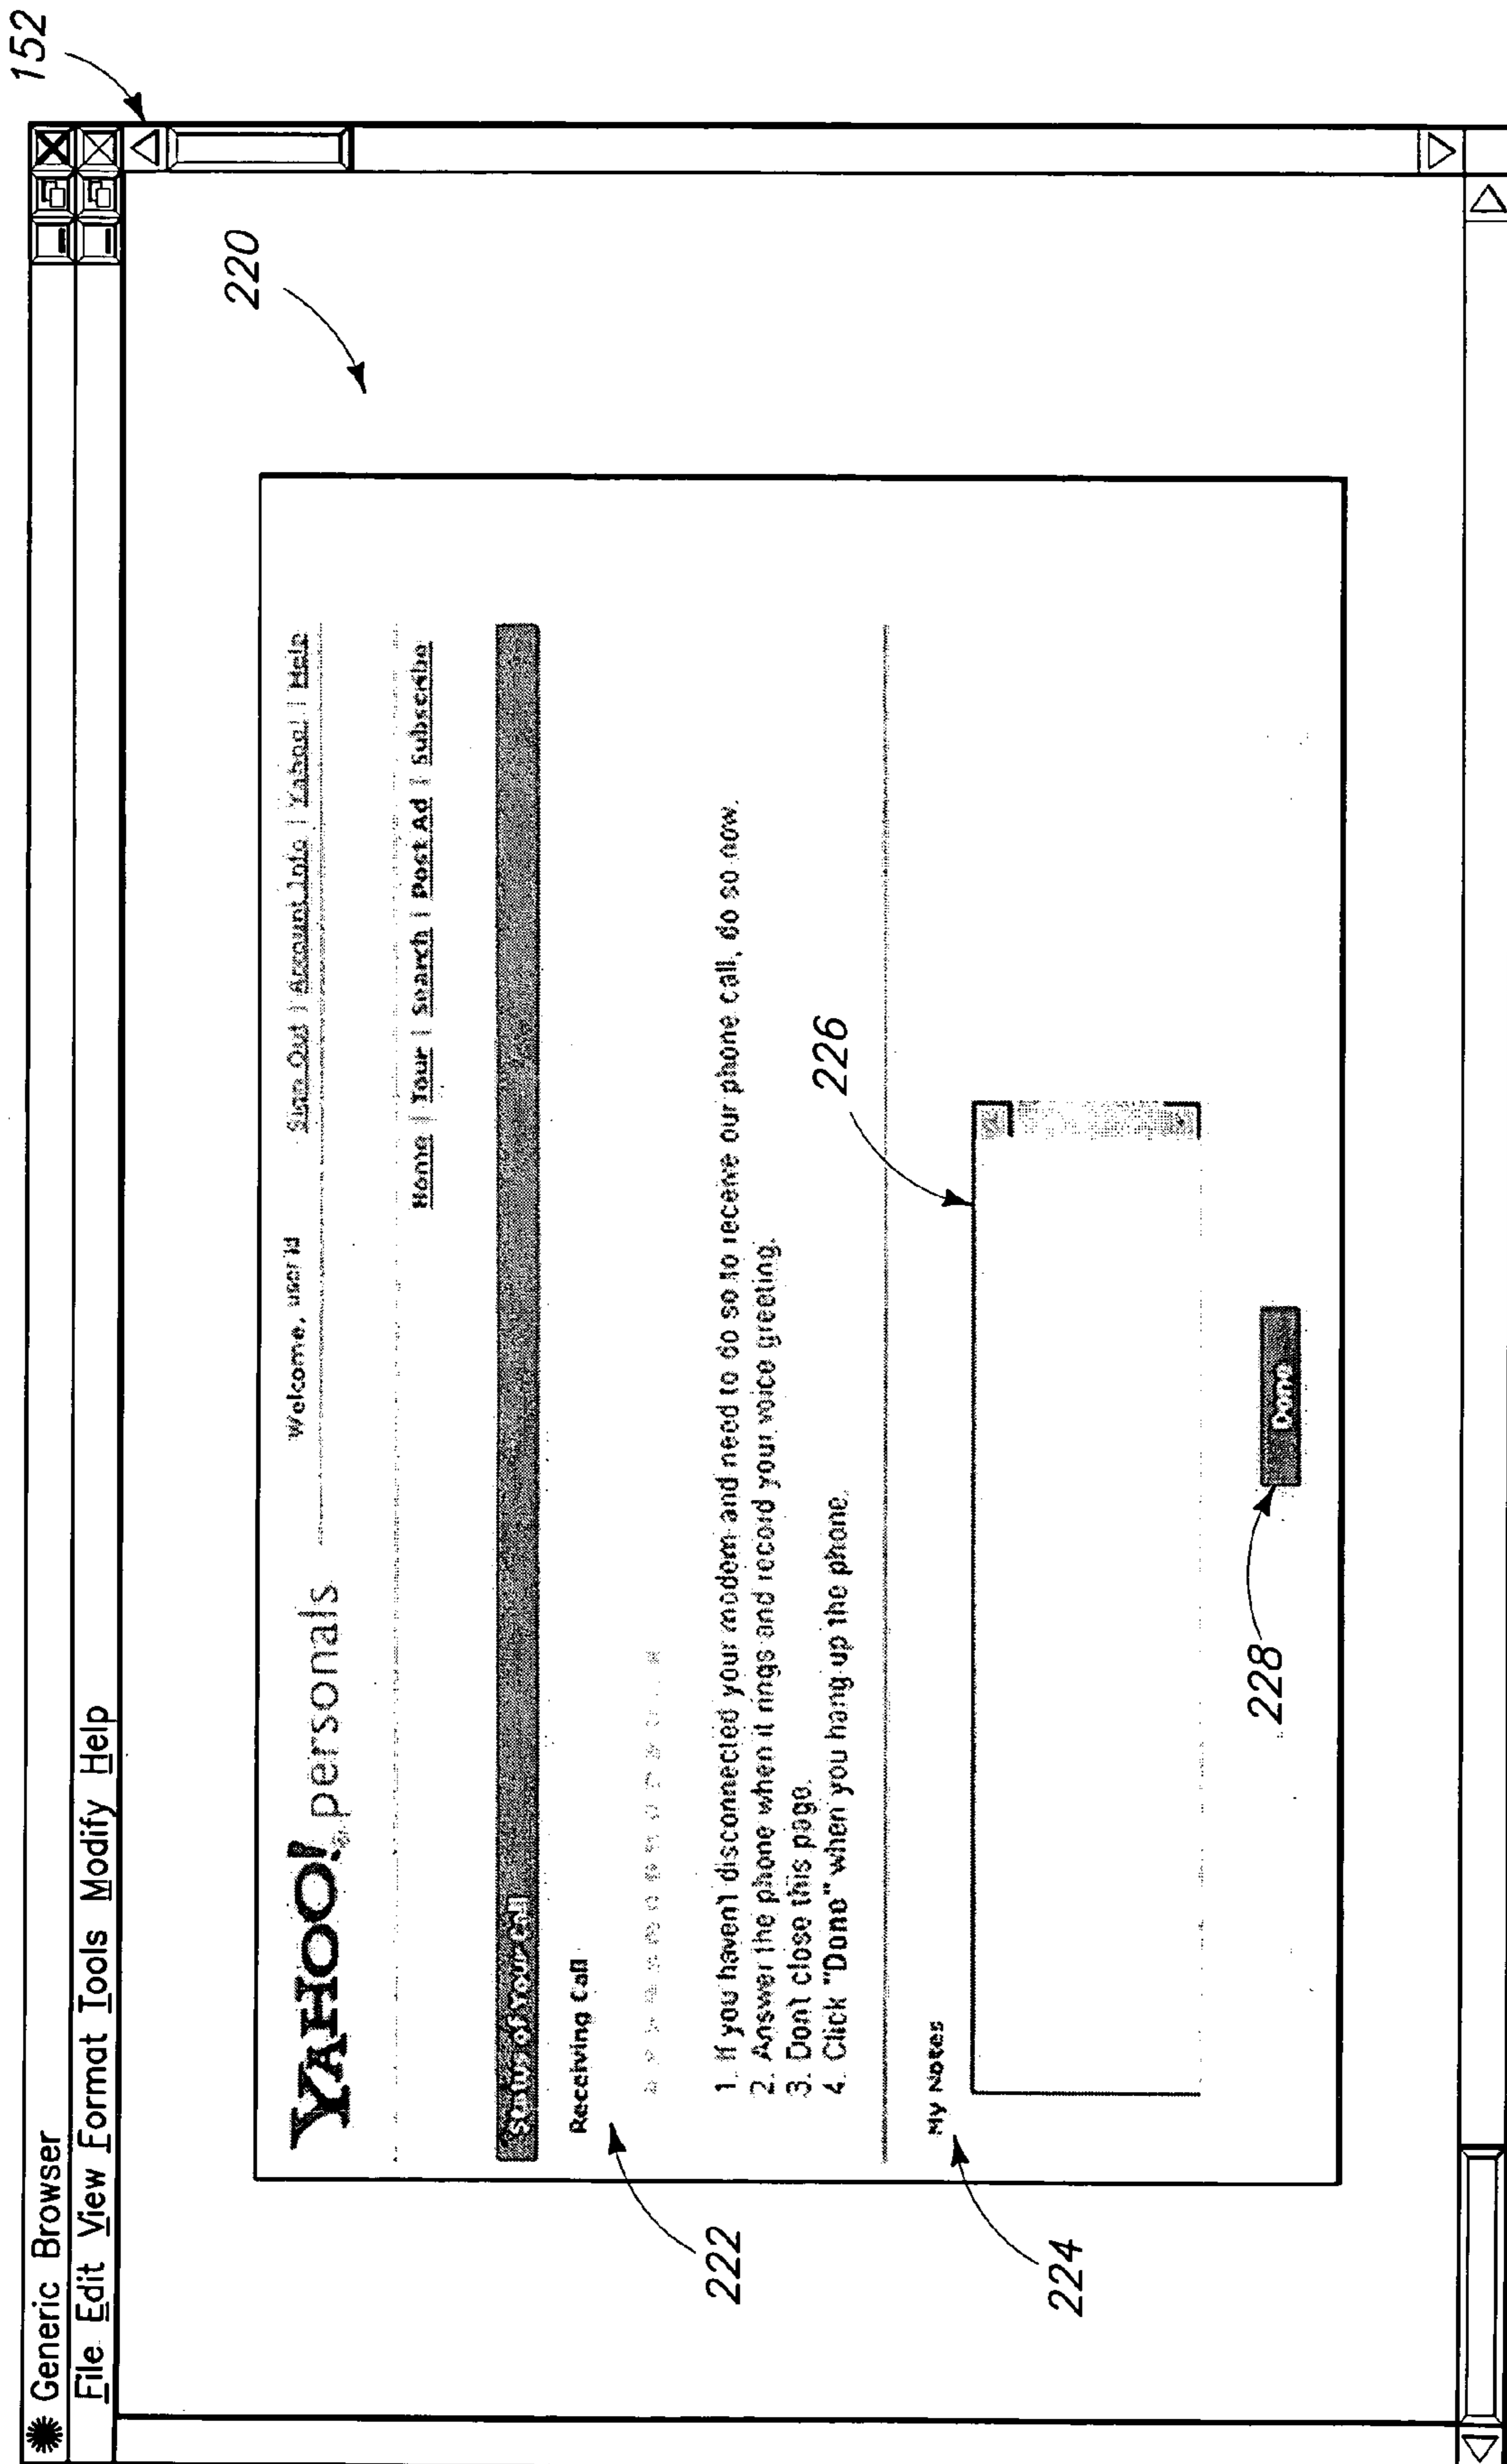 152
Generic Browser
File Edit View Format Tools Modify Help
220
YAHOO! personals
Welcome, user id
Sign Out | Account Info | Yahoo! | Help
Home | Tour | Search | Post Ad | Subscribe
Status of Your Call
Receiving Call
222
1. If you haven't disconnected your modem and need to do so to receive our phone call, do so now.
2. Answer the phone when it rings and record your voice greeting.
3. Don't close this page.
4. Click "Done" when you hang up the phone.
My Notes
224
226
Done
228